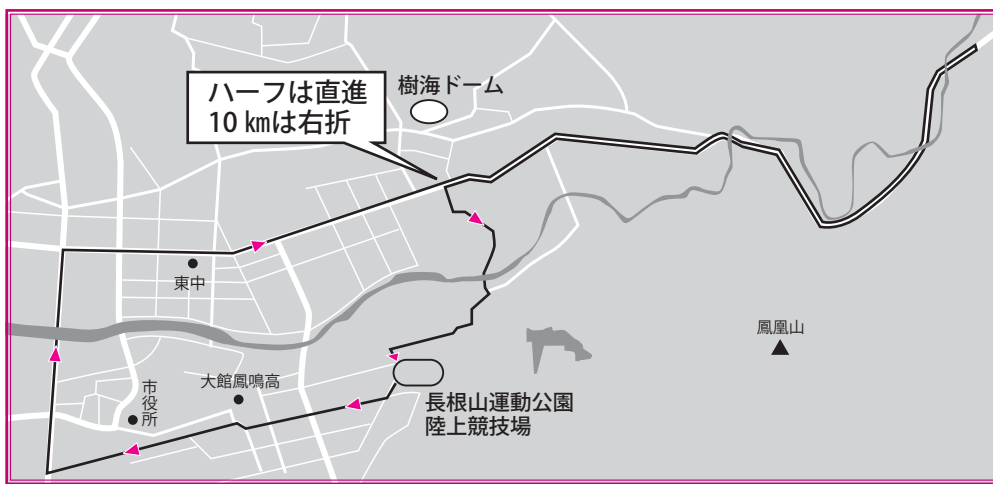 ハーフは直進
10 ㎞は右折
樹海ドーム
東中
鳳凰山
大館鳳鳴高
市役所
長根山運動公園
陸上競技場